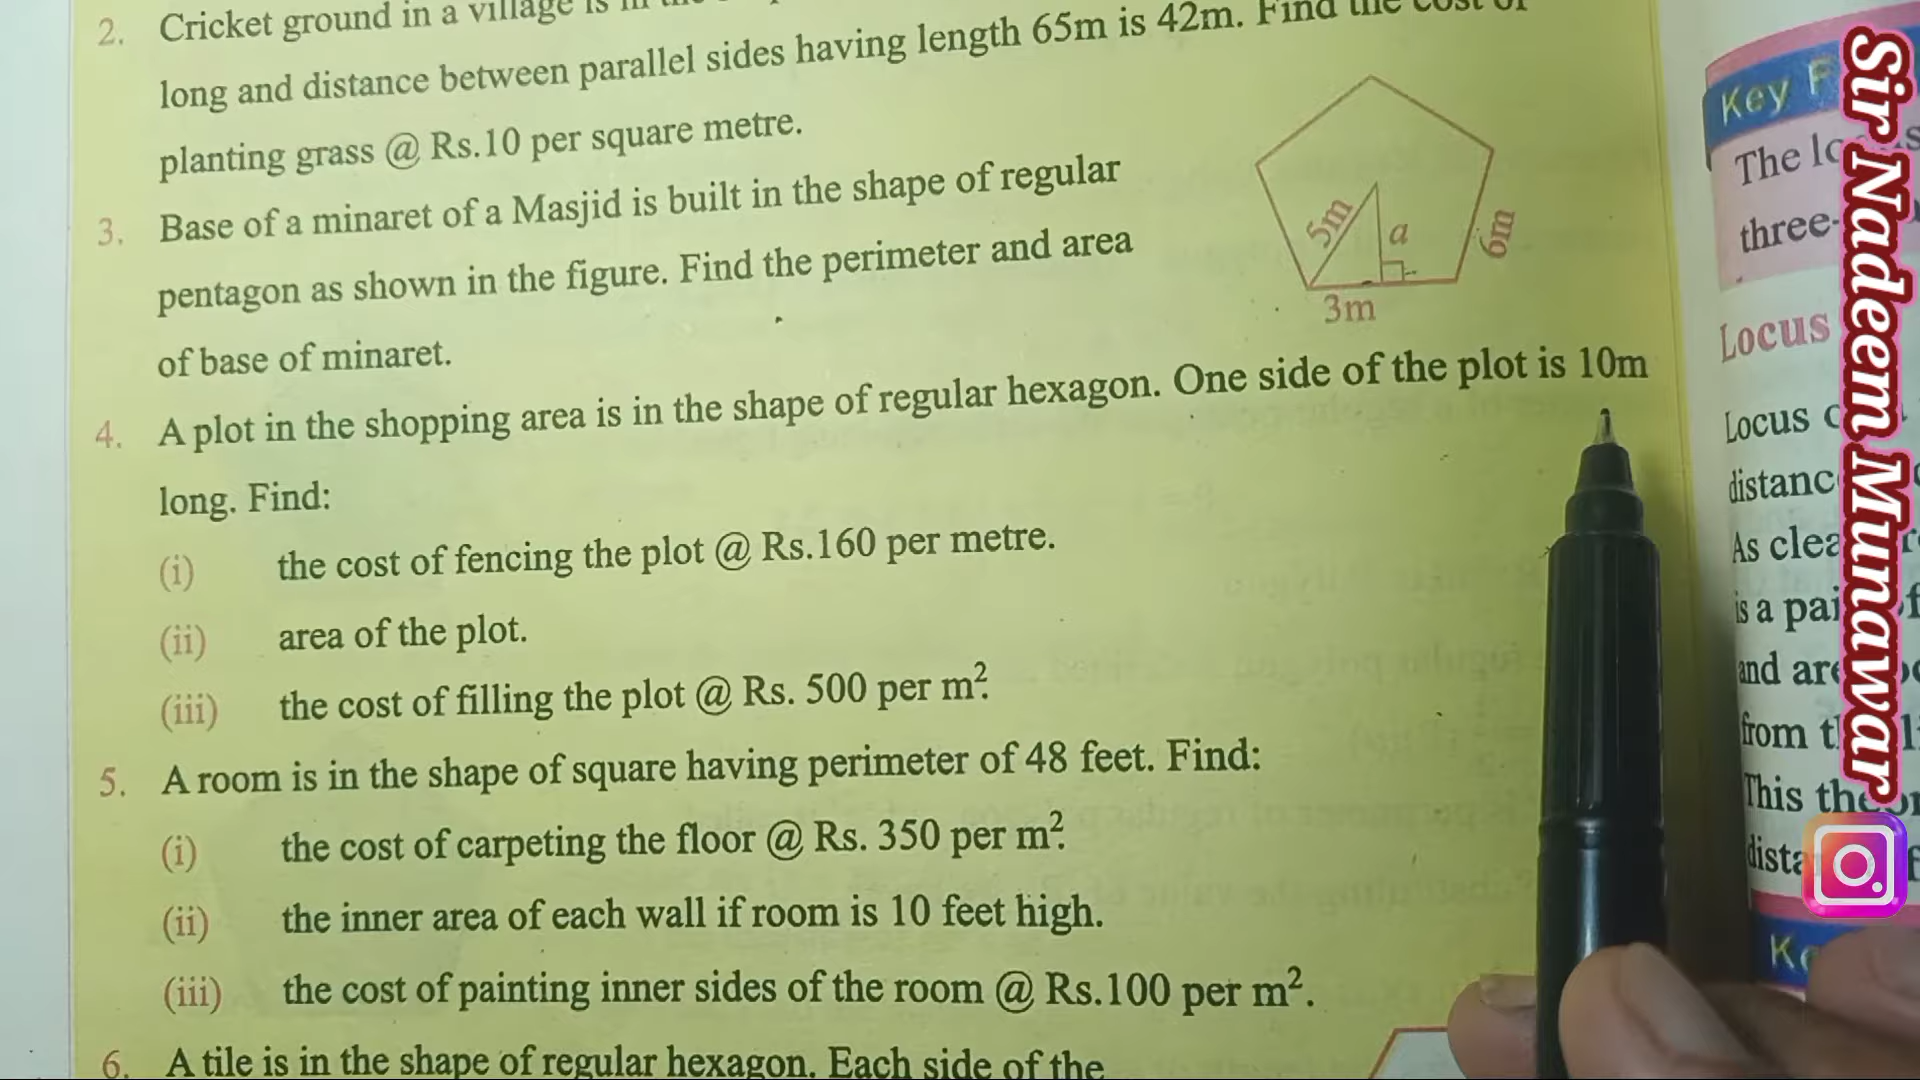 2. Cricket ground in a village is in the
long and distance between parallel sides having length 65m is 42m. Find the cost of
planting grass @ Rs.10 per square metre.
3. Base of a minaret of a Masjid is built in the shape of regular
pentagon as shown in the figure. Find the perimeter and area
of base of minaret.
5m
a
6m
3m
4. A plot in the shopping area is in the shape of regular hexagon. One side of the plot is 10m
long. Find:
(i) the cost of fencing the plot @ Rs.160 per metre.
(ii) area of the plot.
(iii) the cost of filling the plot @ Rs. 500 per m².
5. A room is in the shape of square having perimeter of 48 feet. Find:
(i) the cost of carpeting the floor @ Rs. 350 per m².
(ii) the inner area of each wall if room is 10 feet high.
(iii) the cost of painting inner sides of the room @ Rs.100 per m².
6. A tile is in the shape of regular hexagon. Each side of the
Key
The
three-
Locus
Locus
As
is a
and
from
This
Sir Nadeem Munawar